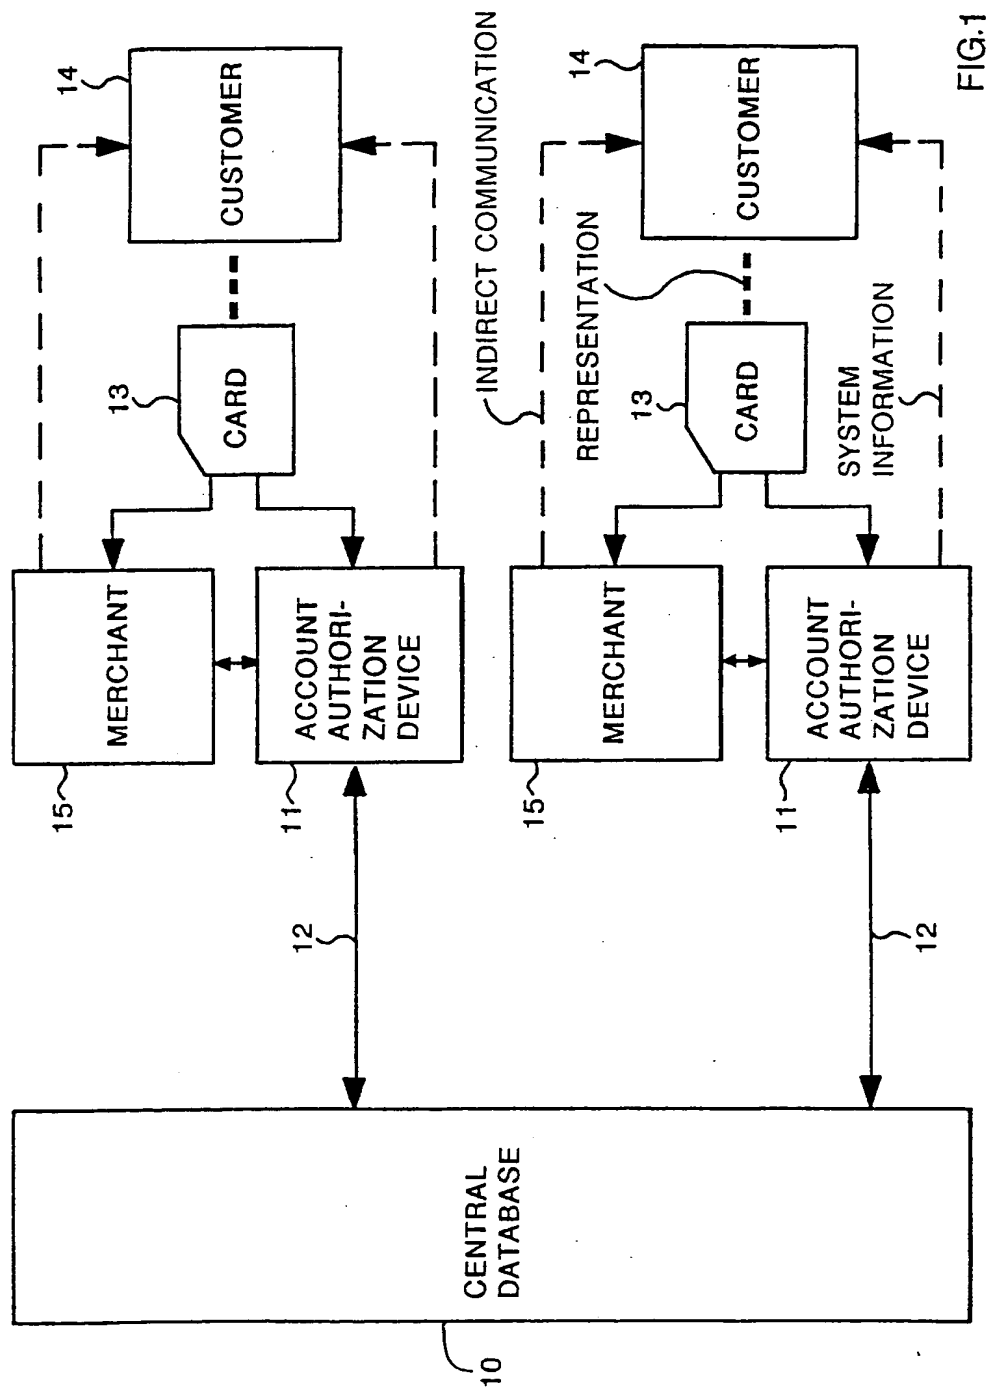 10
CENTRAL
DATABASE
12
15
MERCHANT
11
ACCOUNT
AUTHORI-
ZATION
DEVICE
13
CARD
14
CUSTOMER
INDIRECT COMMUNICATION
REPRESENTATION
12
15
MERCHANT
11
ACCOUNT
AUTHORI-
ZATION
DEVICE
13
CARD
14
CUSTOMER
SYSTEM
INFORMATION
FIG.1